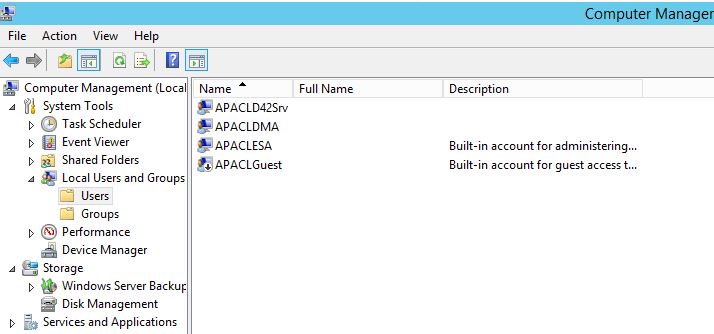 Computer Manager
File Action View Help
Computer Management (Local
System Tools
Task Scheduler
Event Viewer
Shared Folders
Local Users and Groups
Users
Groups
Performance
Device Manager
Storage
Windows Server Backup
Disk Management
Services and Applications
Name Full Name Description
APACLD42Srv
APACLDMA
APACLESA Built-in account for administering...
APACLGuest Built-in account for guest access t...